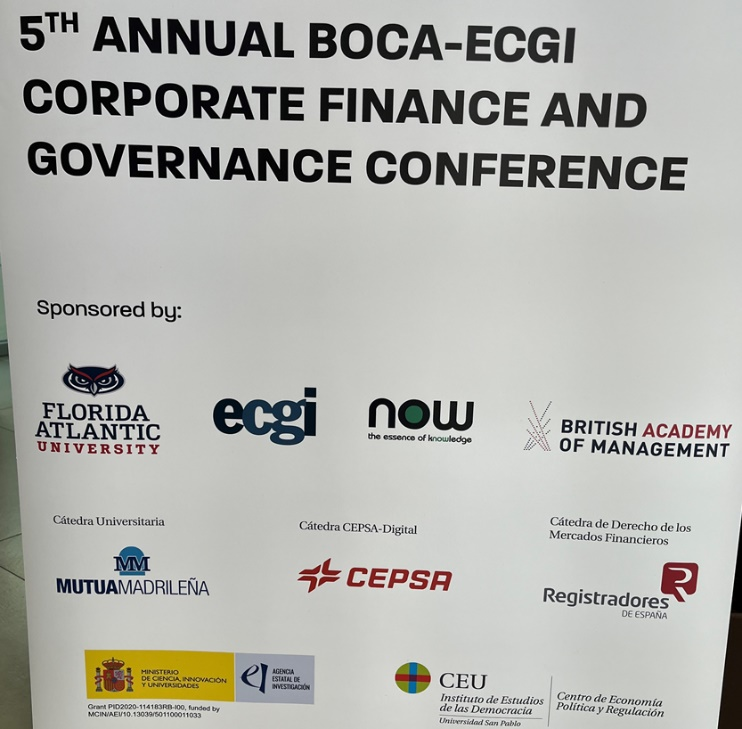 5TH ANNUAL BOCA-ECGI
CORPORATE FINANCE AND
GOVERNANCE CONFERENCE
Sponsored by:
FLORIDA
ATLANTIC
UNIVERSITY
ecgi
now
the essence of knowledge
BRITISH ACADEMY
OF MANAGEMENT
Cátedra Universitaria
MM
MUTUAMADRILEÑA
Cátedra CEPSA-Digital
CEPSA
Cátedra de Derecho de los
Mercados Financieros
R
Registradores
DE ESPAÑA
MINISTERIO
DE CIENCIA, INNOVACIÓN
Y UNIVERSIDADES
AGENCIA
ESTATAL DE
INVESTIGACIÓN
Grant PID2020-114183RB-I00, funded by
MCIN/AEI/10.13039/501100011033
CEU
Instituto de Estudios
de las Democracia
Universidad San Pablo
Centro de Economía
Política y Regulación